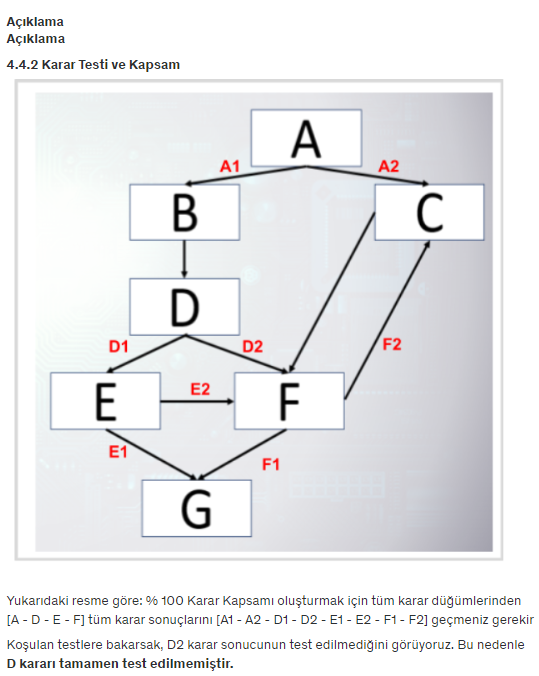 Açıklama
Açıklama
4.4.2 Karar Testi ve Kapsam
A
A1
A2
B
C
D
D1
D2
F2
E
E2
F
E1
F1
G
Yukarıdaki resme göre: % 100 Karar Kapsamı oluşturmak için tüm karar düğümlerinden
[A - D - E - F] tüm karar sonuçlarını [A1 - A2 - D1 - D2 - E1 - E2 - F1 - F2] geçmeniz gerekir
Koşulan testlere bakarsak, D2 karar sonucunun test edilmediğini görüyoruz. Bu nedenle
D kararı tamamen test edilmemiştir.